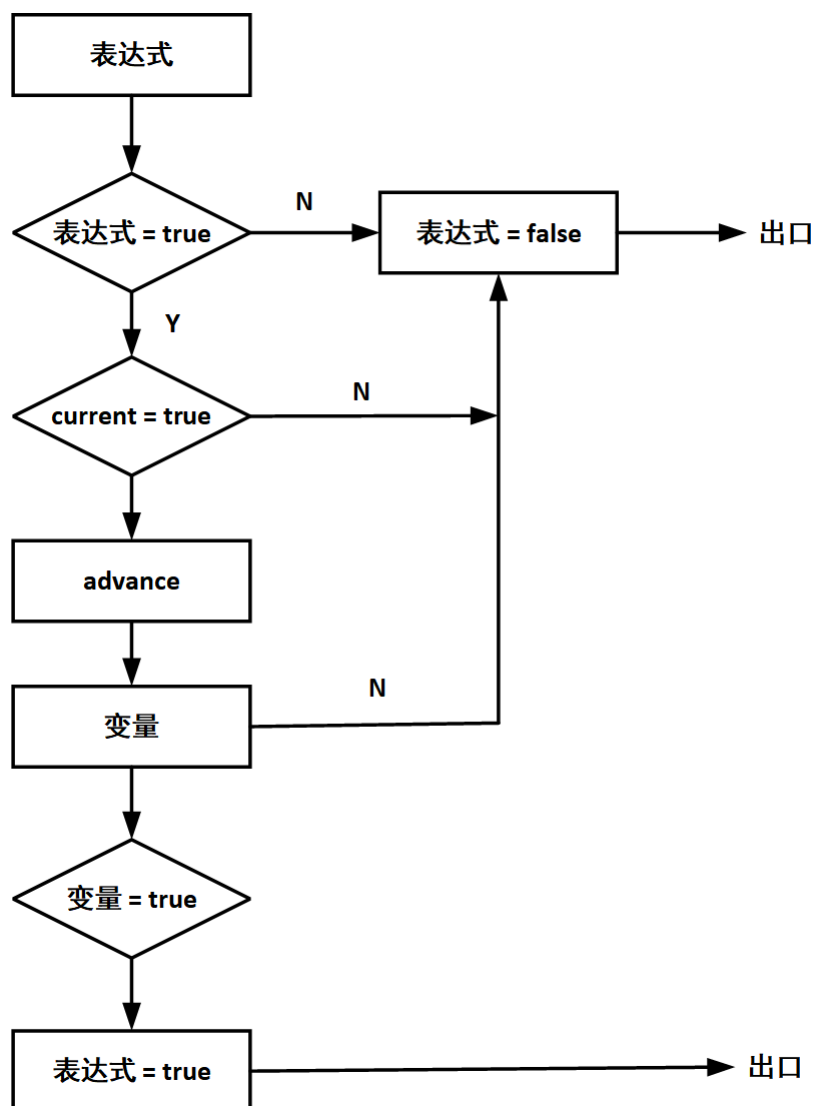 表达式
表达式 = true
N
表达式 = false
出口
Y
current = true
N
advance
变量
N
变量 = true
表达式 = true
出口